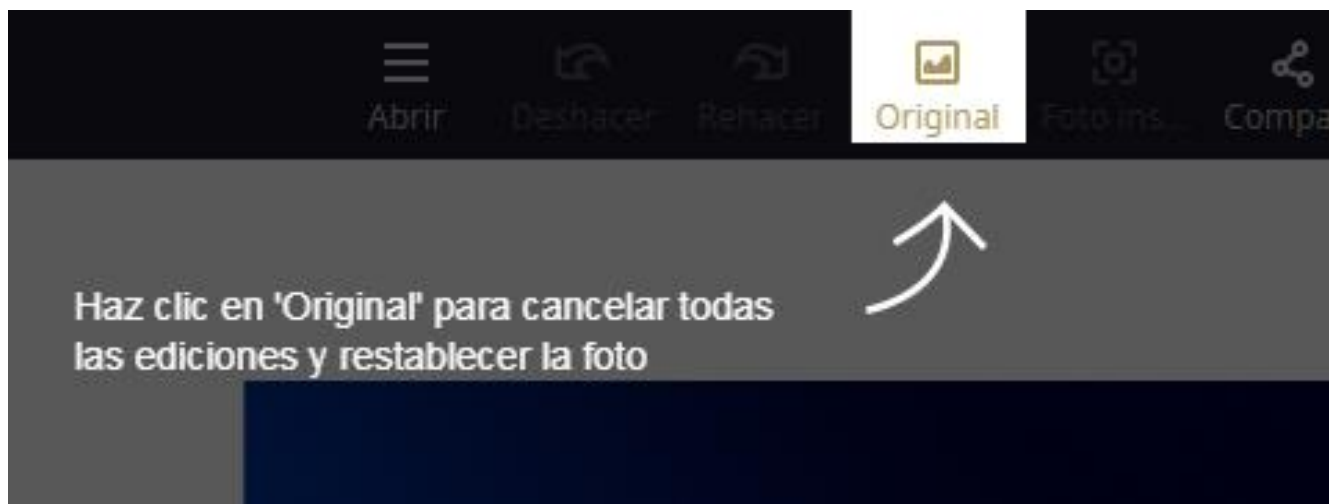 Abrir Deshacer Rehacer Original Foto ins... Compa
Haz clic en 'Original' para cancelar todas
las ediciones y restablecer la foto